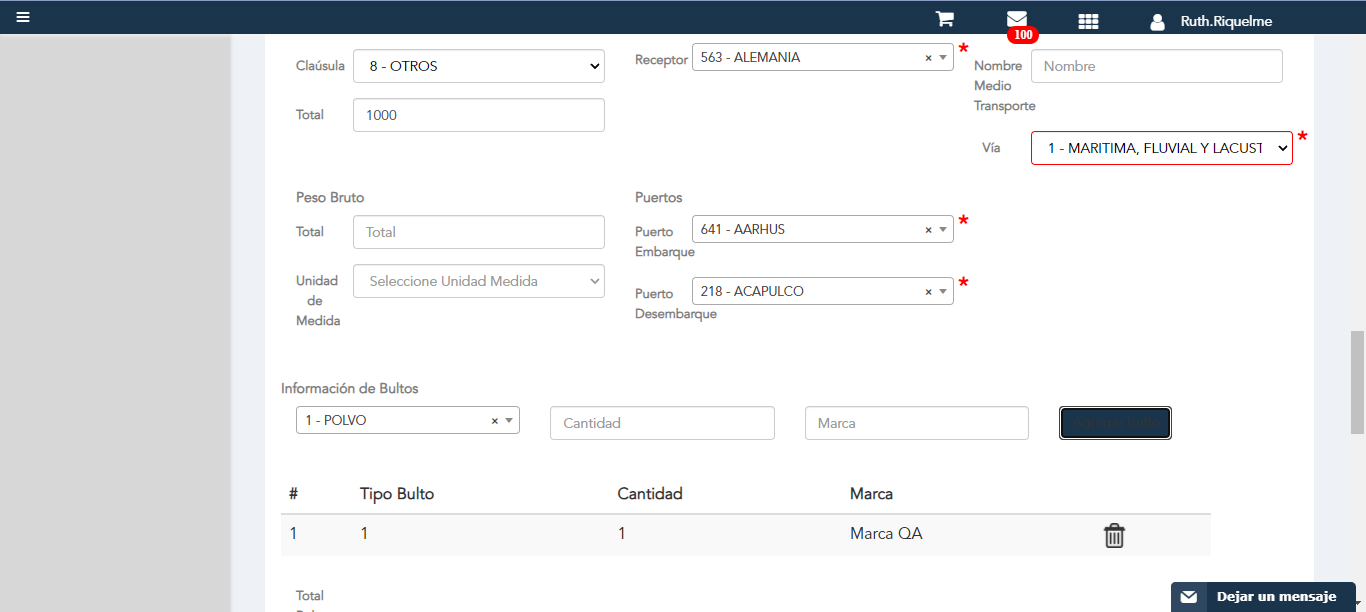 100
Ruth.Riquelme
Claúsula
8 - OTROS
Receptor
563 - ALEMANIA
× 
*
Nombre
Medio
Transporte
Nombre
Total
1000
Vía
1 - MARITIMA, FLUVIAL Y LACUST
*
Peso Bruto
Total
Total
Unidad
de
Medida
Seleccione Unidad Medida
Puertos
Puerto
Embarque
641 - AARHUS
×
*
Puerto
Desembarque
218 - ACAPULCO
×
*
Información de Bultos
1 - POLVO
×
Cantidad
Marca
# Tipo Bulto Cantidad Marca
1 1 1 Marca QA
Total
Dejar un mensaje